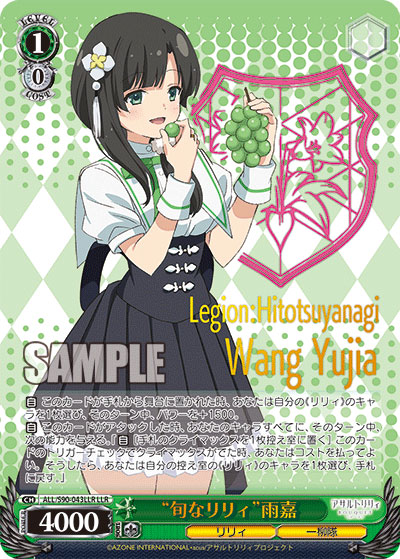 LEVEL
1
0
COST
Legion:Hitotsuyanagi
Wang Yujia
SAMPLE
自 このカードが手札から舞台に置かれた時、あなたは自分の《リリィ》のキャ
ラを1枚選び、そのターン中、パワーを+1500。
自 このカードがアタックした時、あなたのキャラすべてに、そのターン中、
次の能力を与える。『自［手札のクライマックスを1枚控え室に置く］このカー
ドのトリガーチェックでクライマックスがでた時、あなたはコストを払ってよ
い。そうしたら、あなたは自分の控え室の《リリィ》のキャラを1枚選び、手
札に戻す。』
CH ALL/S90-043LLR LLR
4000
“旬なリリィ”雨嘉
アサルトリリィ
リリィ
一柳隊
©AZONE INTERNATIONAL・acus/アサルトリリィプロジェクト